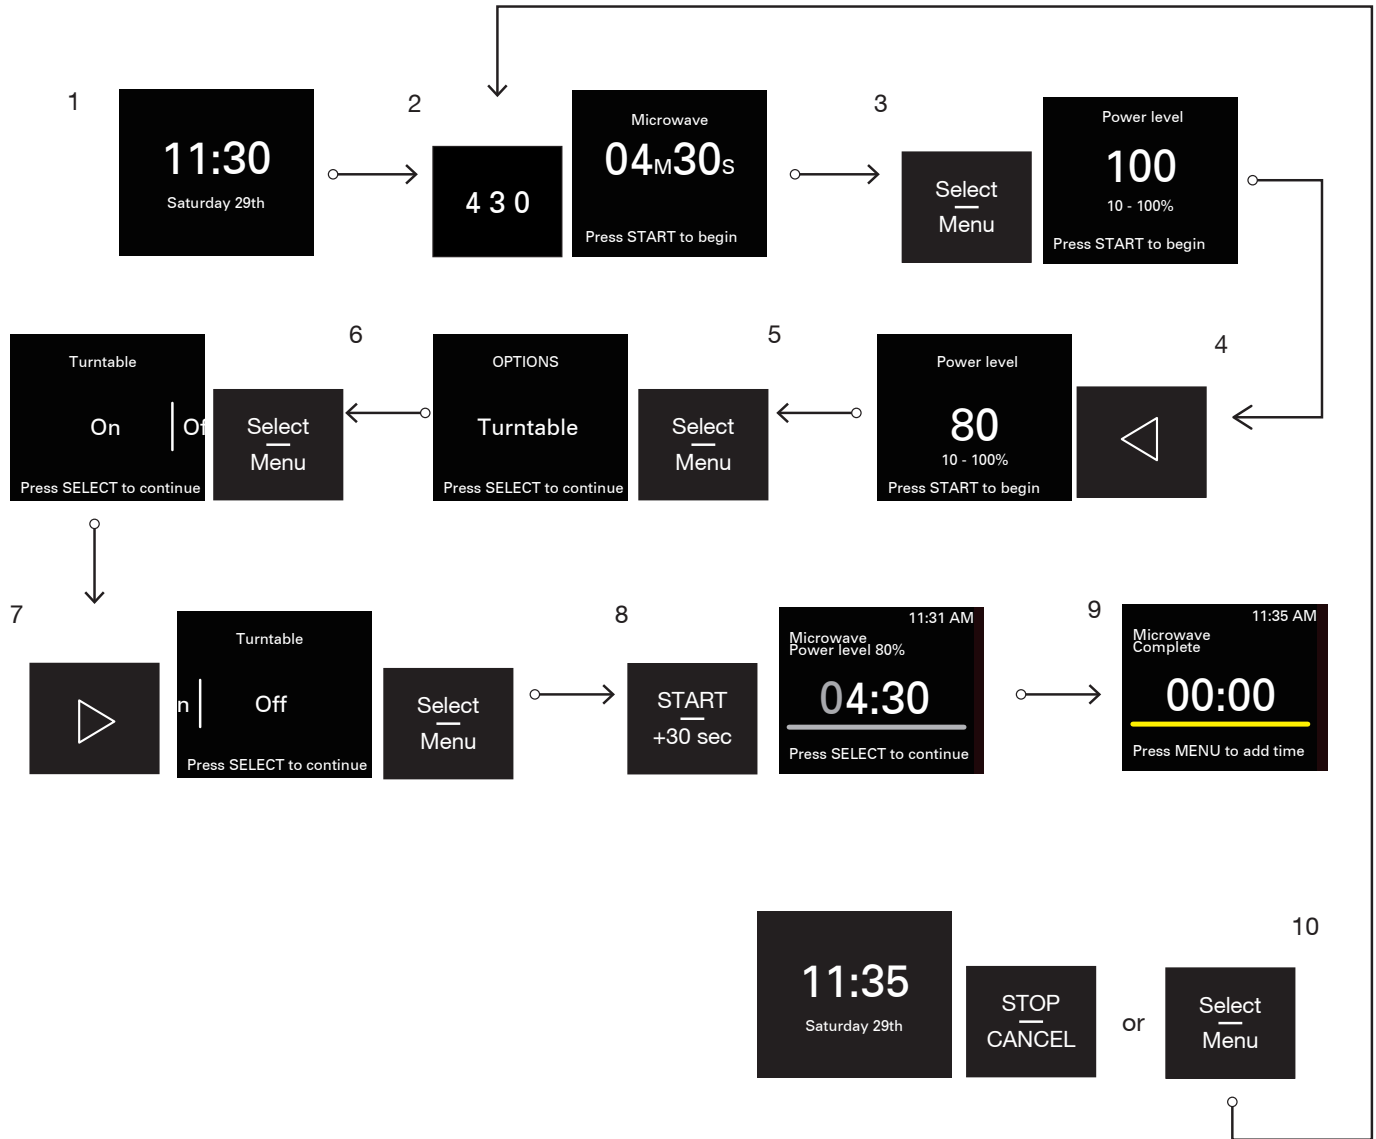 1
11:30
Saturday 29th
2
4 3 0
Microwave
04M30S
Press START to begin
3
Select
Menu
Power level
100
10 - 100%
Press START to begin
4
Power level
80
10 - 100%
Press START to begin
5
OPTIONS
Turntable
Press SELECT to continue
Select
Menu
6
Turntable
On
Of
Press SELECT to continue
Select
Menu
7
Turntable
n
Off
Press SELECT to continue
Select
Menu
8
START
+30 sec
11:31 AM
Microwave
Power level 80%
04:30
Press SELECT to continue
9
11:35 AM
Microwave
Complete
00:00
Press MENU to add time
10
11:35
Saturday 29th
STOP
CANCEL
or
Select
Menu